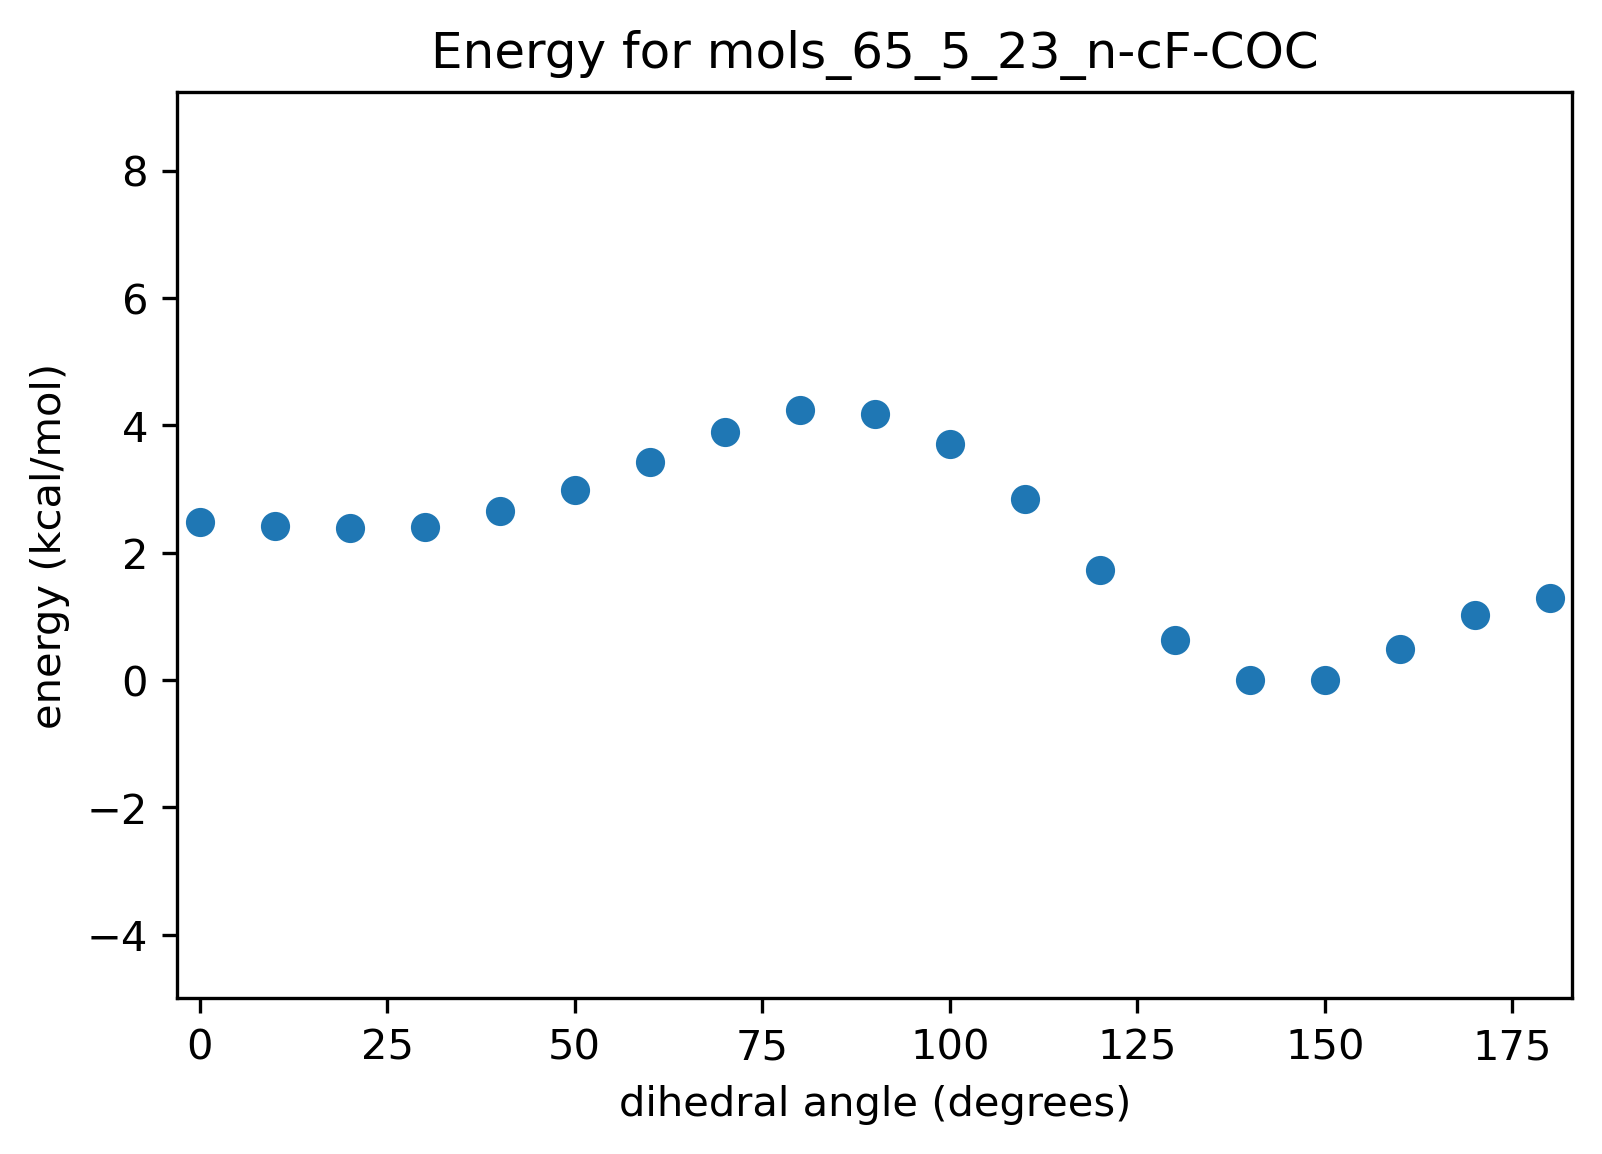 Energy for mols_65_5_23_n-cF-COC
8
6
4
2
0
−2
−4
energy (kcal/mol)
0 25 50 75 100 125 150 175
dihedral angle (degrees)